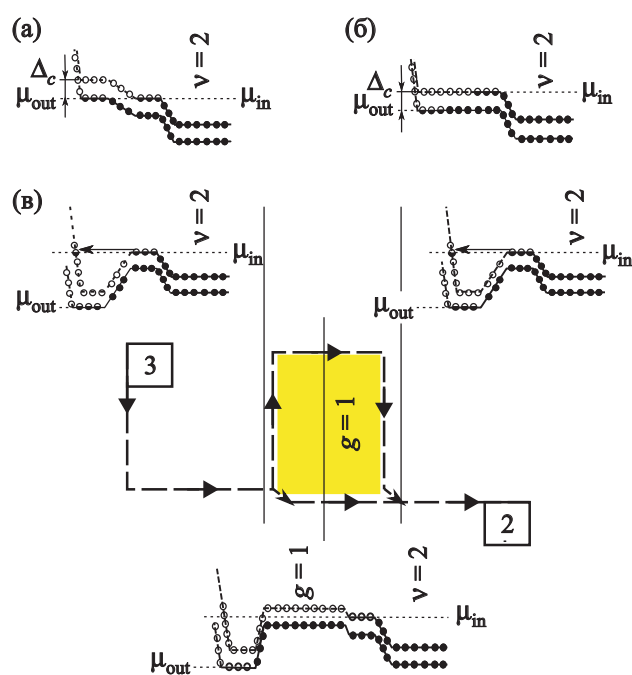 (а)
ν = 2
Δc
μout
μin
(б)
ν = 2
Δc
μout
μin
(в)
ν = 2
μin
μout
ν = 2
μin
μout
3
g = 1
2
g = 1
ν = 2
μin
μout